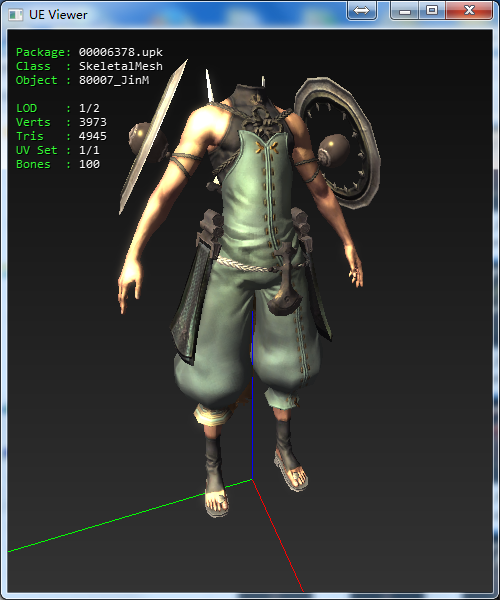 UE Viewer
Package: 00006378.upk
Class : SkeletalMesh
Object : 80007_JinM
LOD : 1/2
Verts : 3973
Tris : 4945
UV Set : 1/1
Bones : 100